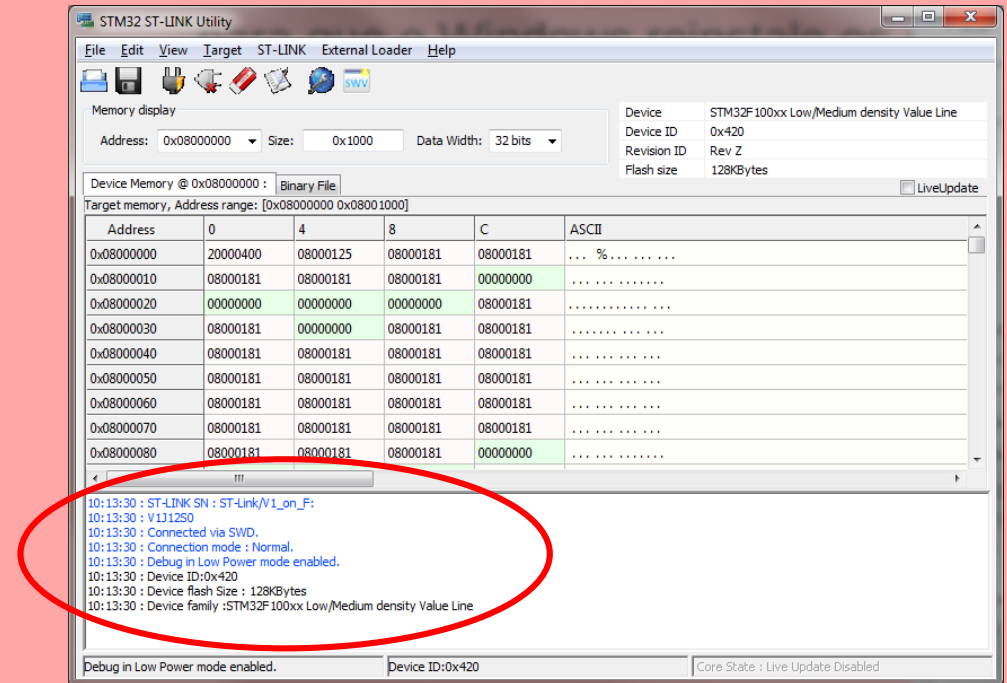 STM32 ST-LINK Utility
File Edit View Target ST-LINK External Loader Help
SWV
Memory display
Address: 0x08000000 Size: 0x1000 Data Width: 32 bits
Device STM32F100xx Low/Medium density Value Line
Device ID 0x420
Revision ID Rev Z
Flash size 128KBytes
Device Memory @ 0x08000000 : Binary File
LiveUpdate
Target memory, Address range: [0x08000000 0x08001000]
Address 0 4 8 C ASCII
0x08000000 20000400 08000125 08000181 08000181 ... %... ... ...
0x08000010 08000181 08000181 08000181 00000000 ... ... .......
0x08000020 00000000 00000000 00000000 08000181 ............ ...
0x08000030 08000181 00000000 08000181 08000181 ....... ... ...
0x08000040 08000181 08000181 08000181 08000181 ... ... ... ...
0x08000050 08000181 08000181 08000181 08000181 ... ... ... ...
0x08000060 08000181 08000181 08000181 08000181 ... ... ... ...
0x08000070 08000181 08000181 08000181 08000181 ... ... ... ...
0x08000080 08000181 08000181 08000181 00000000 ... ... .......
10:13:30 : ST-LINK SN : ST-Link/V1_on_F:
10:13:30 : V1J12S0
10:13:30 : Connected via SWD.
10:13:30 : Connection mode : Normal.
10:13:30 : Debug in Low Power mode enabled.
10:13:30 : Device ID:0x420
10:13:30 : Device flash Size : 128KBytes
10:13:30 : Device family :STM32F100xx Low/Medium density Value Line
Debug in Low Power mode enabled. Device ID:0x420 Core State : Live Update Disabled